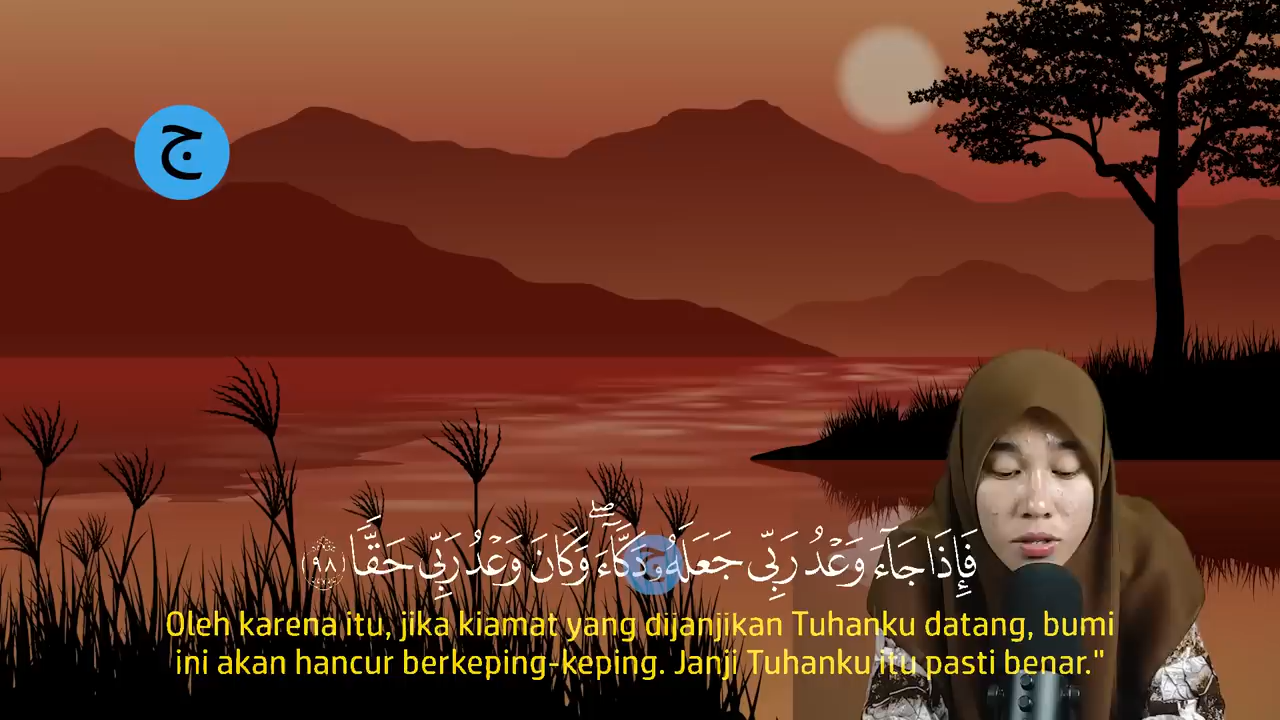 ج
فَإِذَا جَآءَ وَعْدُ رَبِّى جَعَلَهُۥ دَكَّآءَ ۖ وَكَانَ وَعْدُ رَبِّى حَقًّا ﴿٩٨﴾
ج
Oleh karena itu, jika kiamat yang dijanjikan Tuhanku datang, bumi
ini akan hancur berkeping-keping. Janji Tuhanku itu pasti benar."